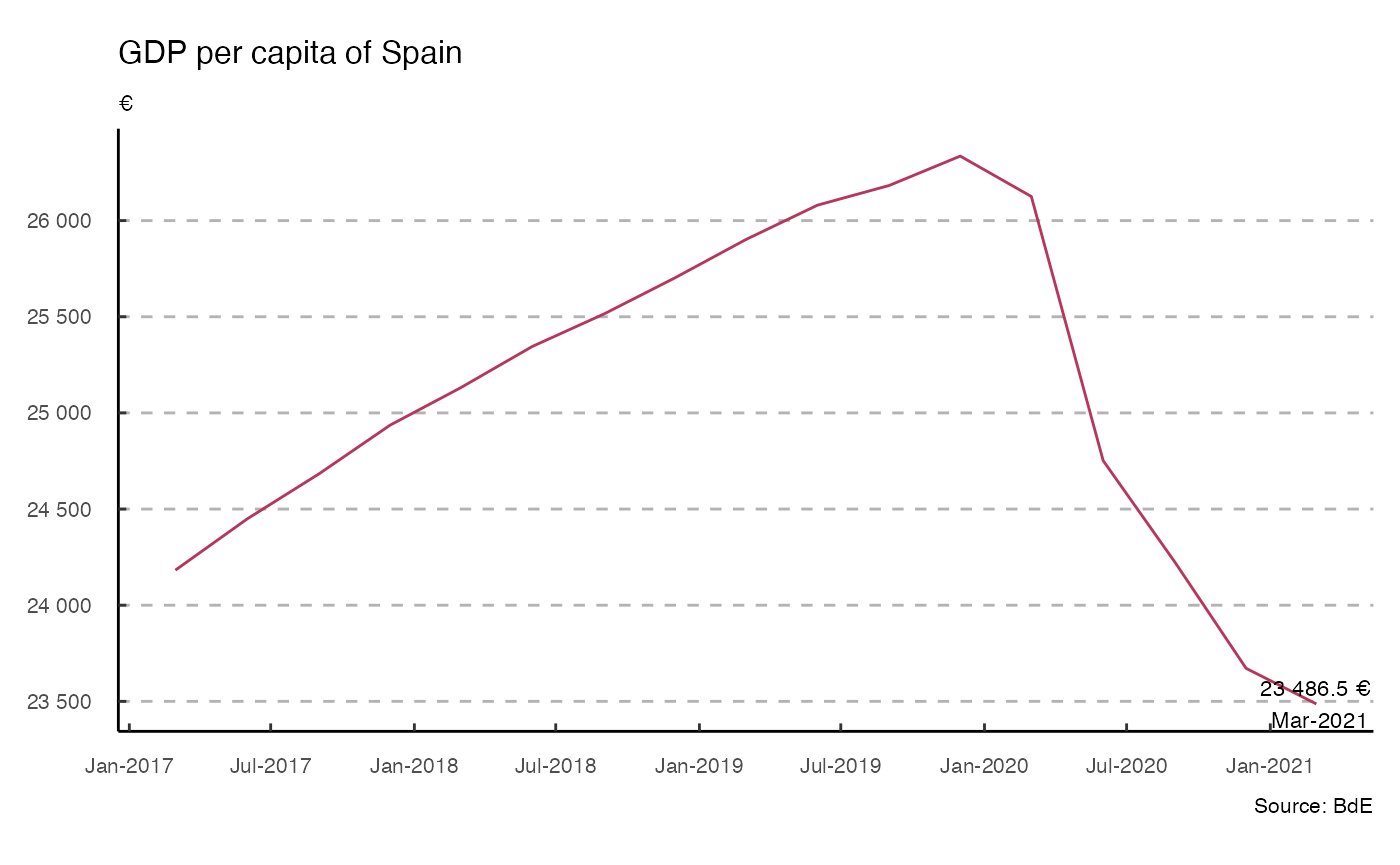 GDP per capita of Spain
€
26 000
25 500
25 000
24 500
24 000
23 500
23 486.5 €
Mar-2021
Jan-2017 Jul-2017 Jan-2018 Jul-2018 Jan-2019 Jul-2019 Jan-2020 Jul-2020 Jan-2021
Source: BdE